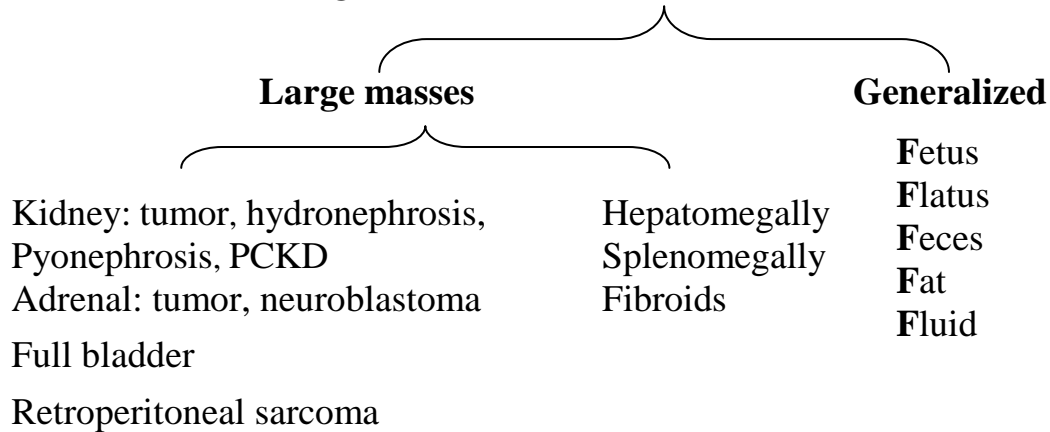 Large masses
Generalized
Kidney: tumor, hydronephrosis,
Pyonephrosis, PCKD
Adrenal: tumor, neuroblastoma
Full bladder
Retroperitoneal sarcoma
Hepatomegally
Splenomegally
Fibroids
Fetus
Flatus
Feces
Fat
Fluid